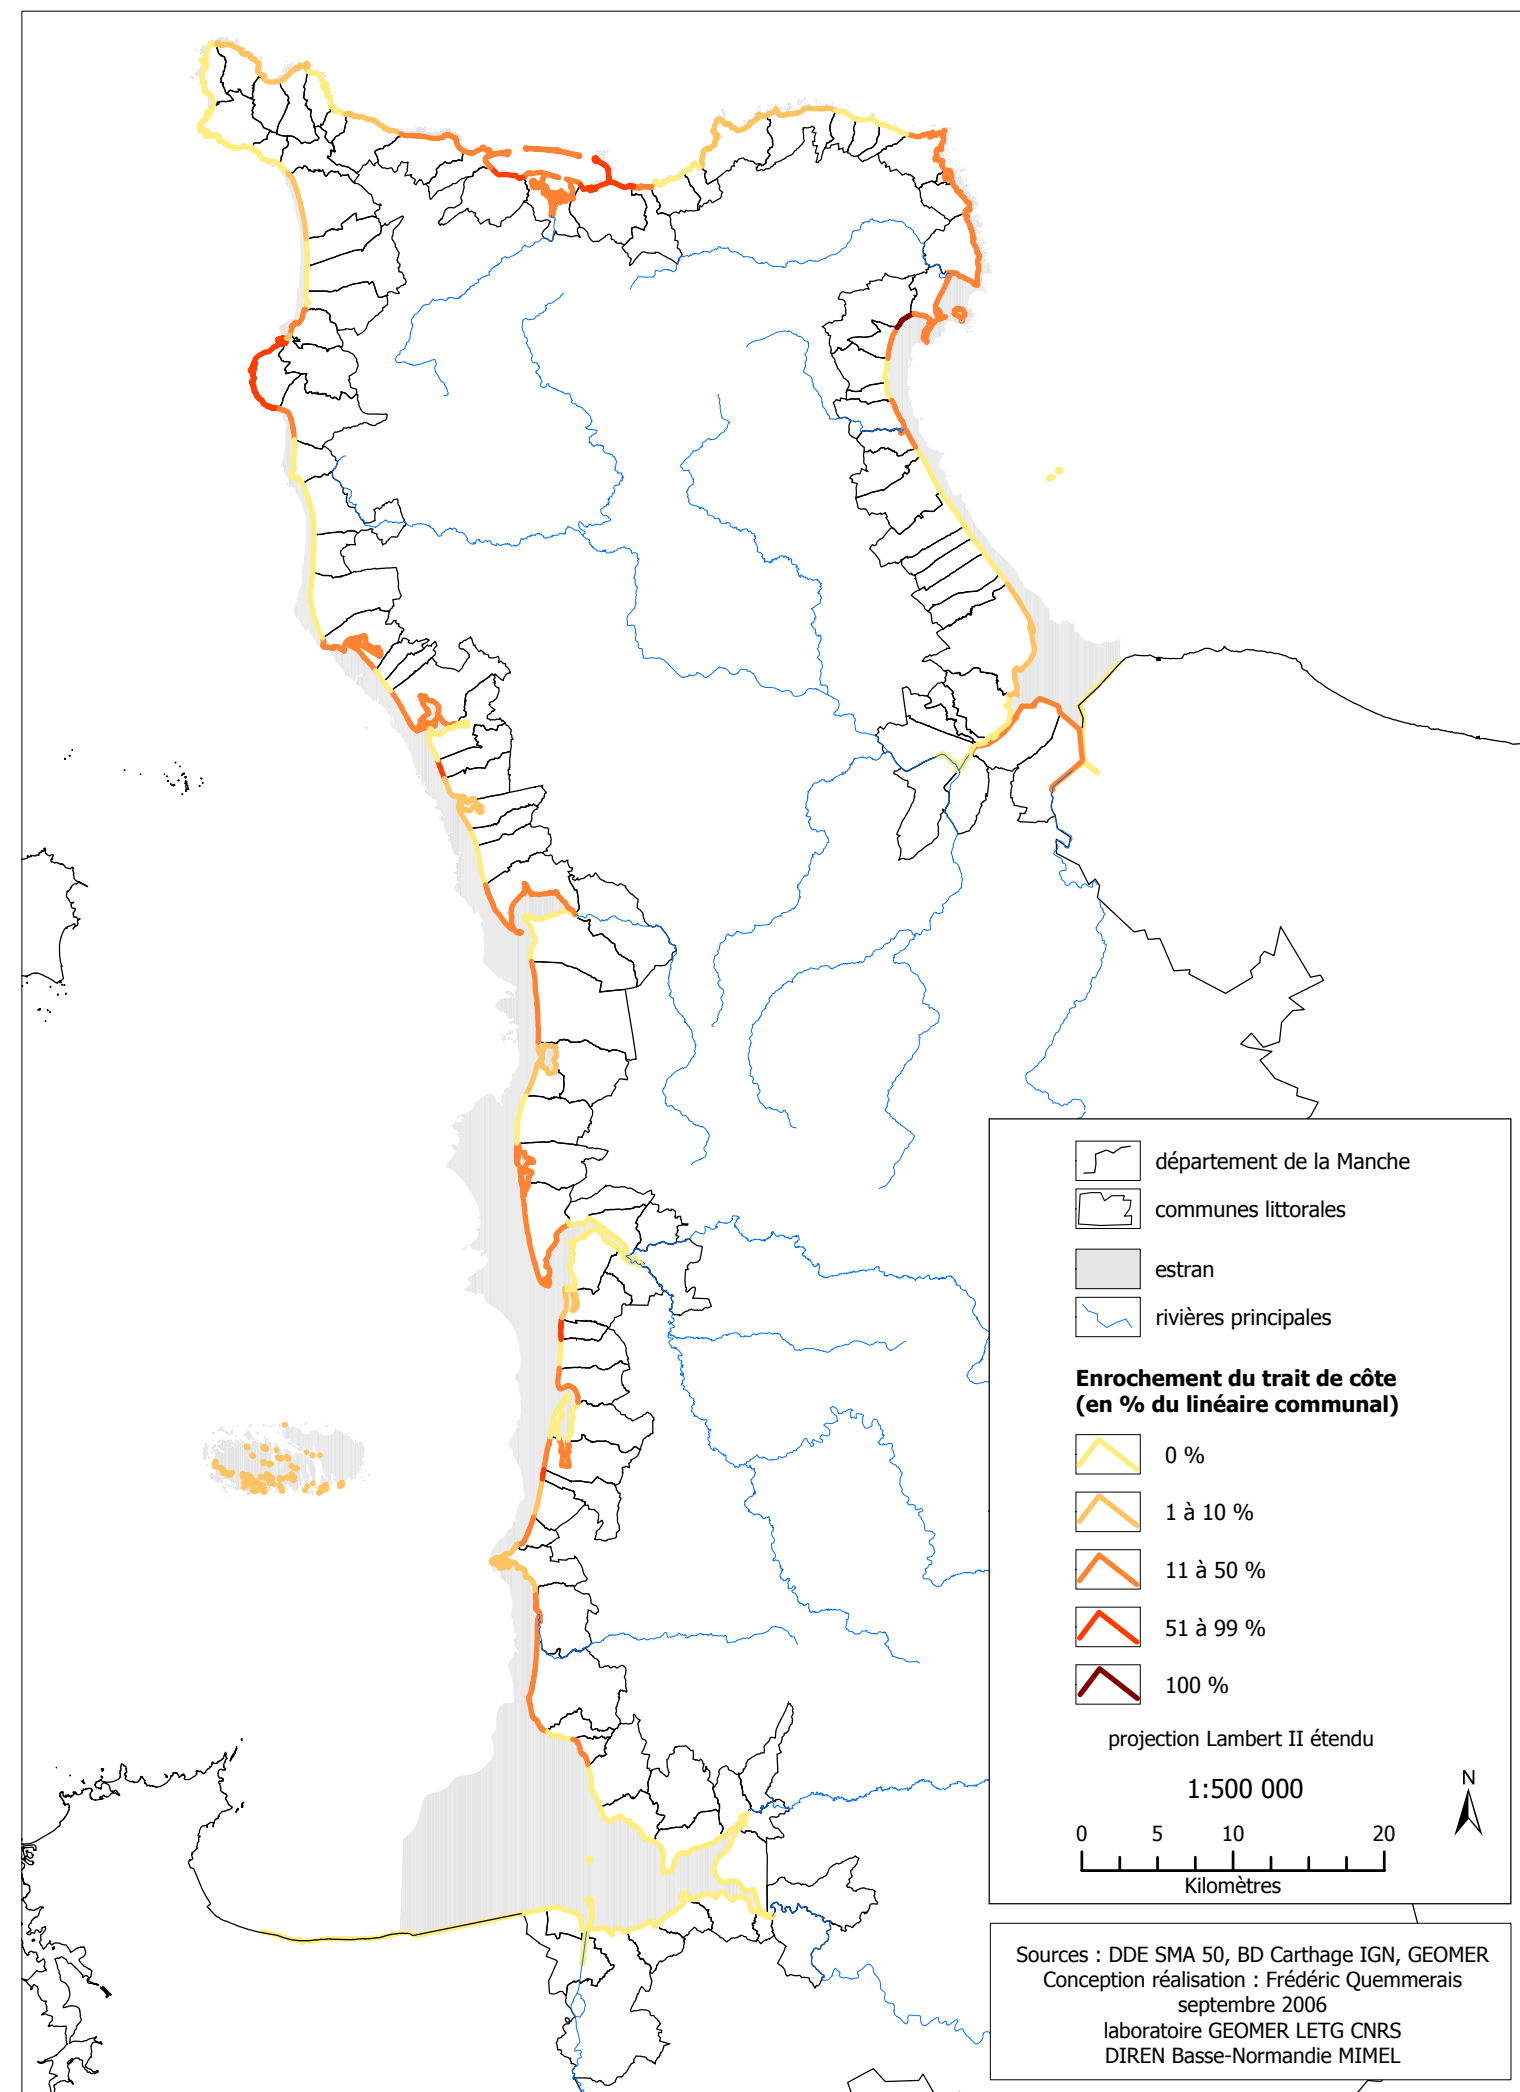 département de la Manche
communes littorales
estran
rivières principales
Enrochement du trait de côte
(en % du linéaire communal)
0 %
1 à 10 %
11 à 50 %
51 à 99 %
100 %
projection Lambert II étendu
1:500 000
N
0 5 10 20
Kilomètres
Sources : DDE SMA 50, BD Carthage IGN, GEOMER
Conception réalisation : Frédéric Quemmerais
septembre 2006
laboratoire GEOMER LETG CNRS
DIREN Basse-Normandie MIMEL